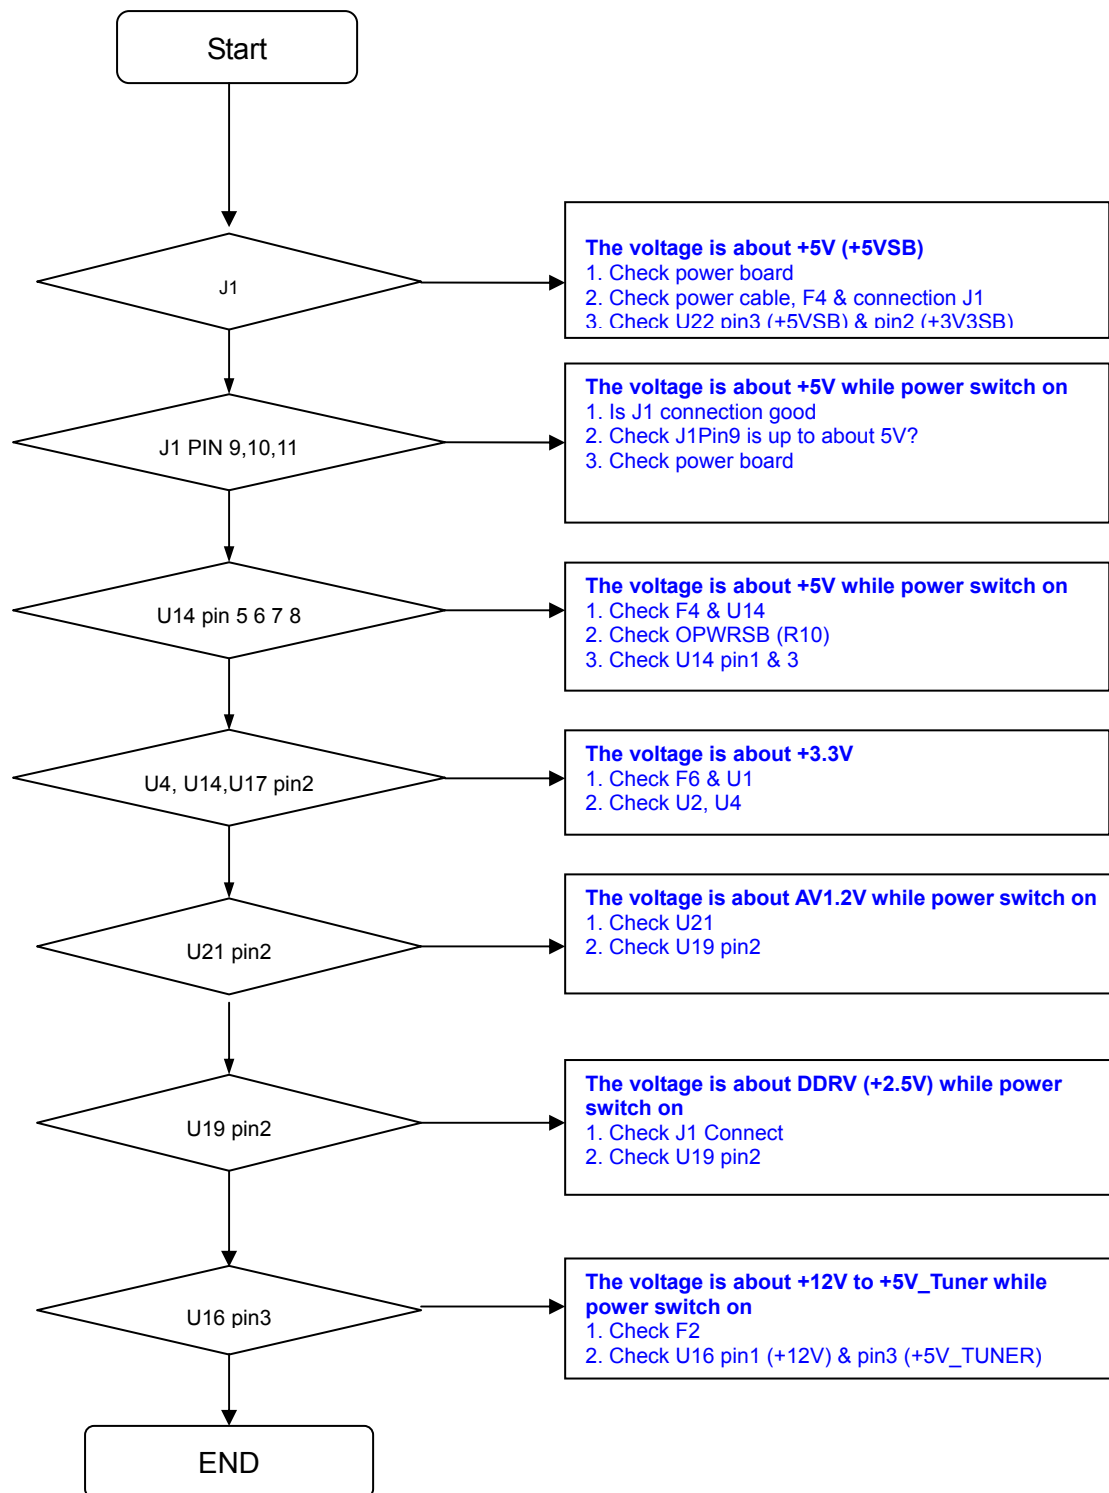 Start
J1
The voltage is about +5V (+5VSB)
1. Check power board
2. Check power cable, F4 & connection J1
3. Check U22 pin3 (+5VSB) & pin2 (+3V3SB)
J1 PIN 9,10,11
The voltage is about +5V while power switch on
1. Is J1 connection good
2. Check J1Pin9 is up to about 5V?
3. Check power board
U14 pin 5 6 7 8
The voltage is about +5V while power switch on
1. Check F4 & U14
2. Check OPWRSB (R10)
3. Check U14 pin1 & 3
U4, U14,U17 pin2
The voltage is about +3.3V
1. Check F6 & U1
2. Check U2, U4
U21 pin2
The voltage is about AV1.2V while power switch on
1. Check U21
2. Check U19 pin2
U19 pin2
The voltage is about DDRV (+2.5V) while power
switch on
1. Check J1 Connect
2. Check U19 pin2
U16 pin3
The voltage is about +12V to +5V_Tuner while
power switch on
1. Check F2
2. Check U16 pin1 (+12V) & pin3 (+5V_TUNER)
END